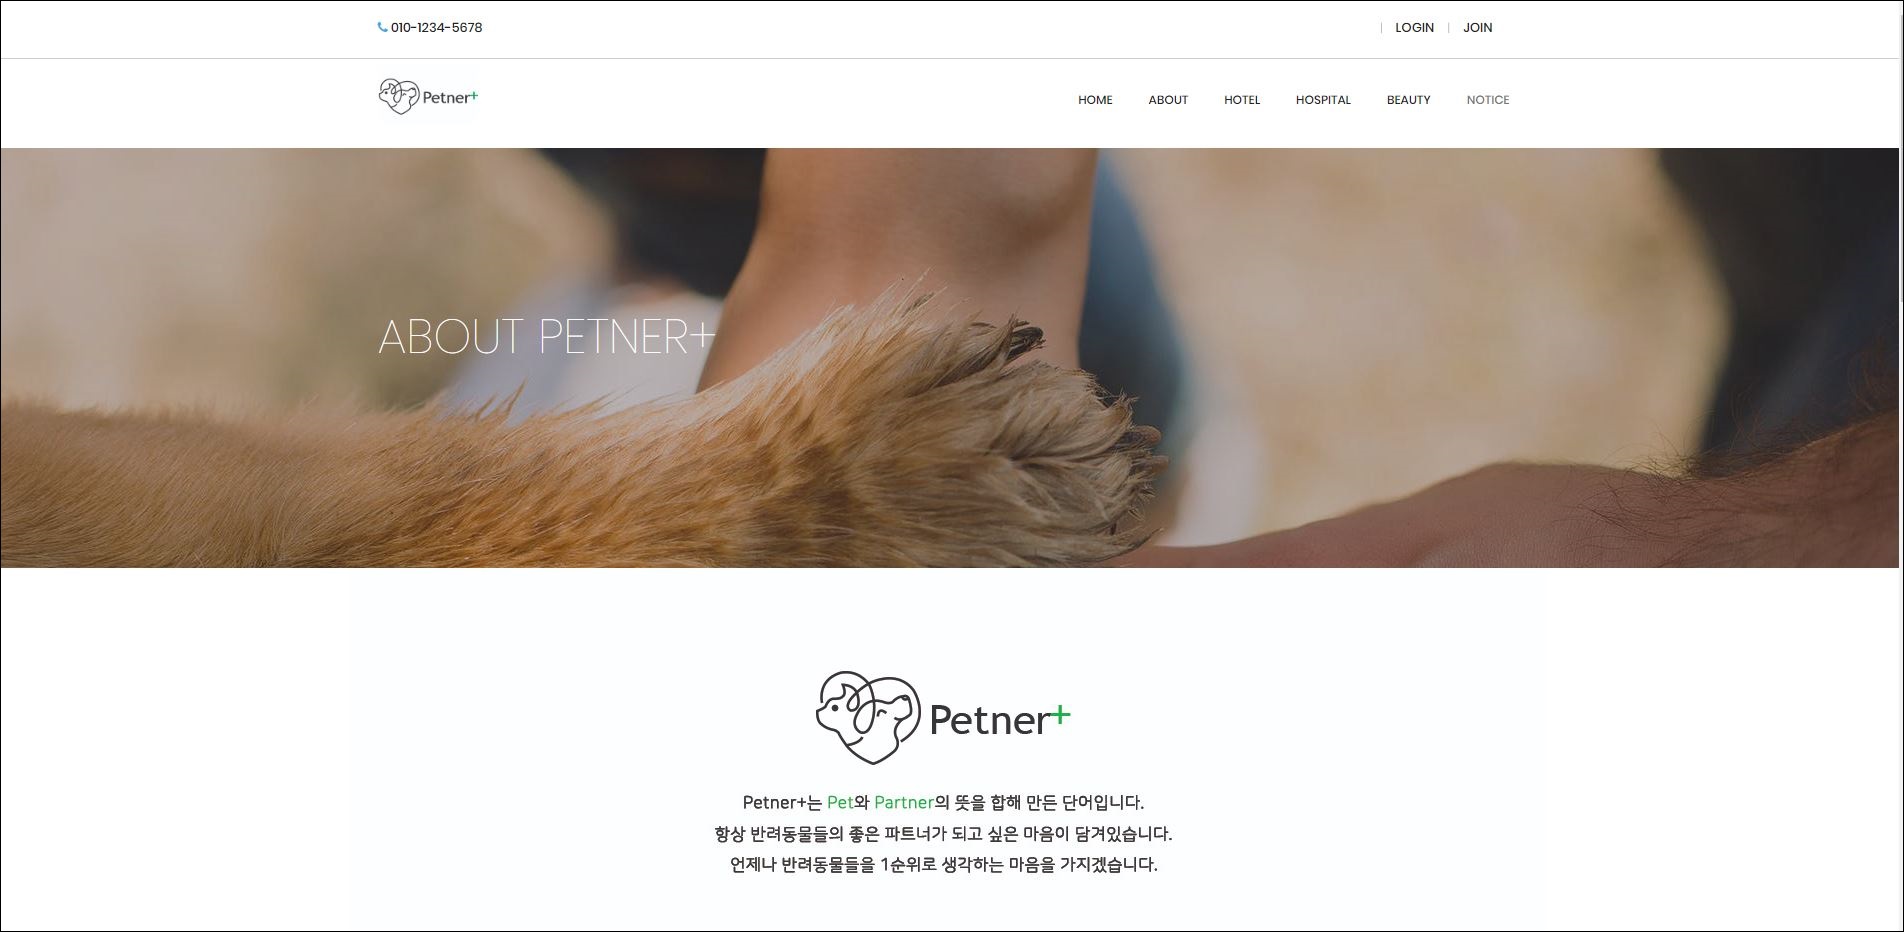 010-1234-5678
LOGIN
JOIN
Petner+
HOME
ABOUT
HOTEL
HOSPITAL
BEAUTY
NOTICE
ABOUT PETNER+
Petner+
Petner+는 Pet와 Partner의 뜻을 합해 만든 단어입니다.
항상 반려동물들의 좋은 파트너가 되고 싶은 마음이 담겨있습니다.
언제나 반려동물들을 1순위로 생각하는 마음을 가지겠습니다.